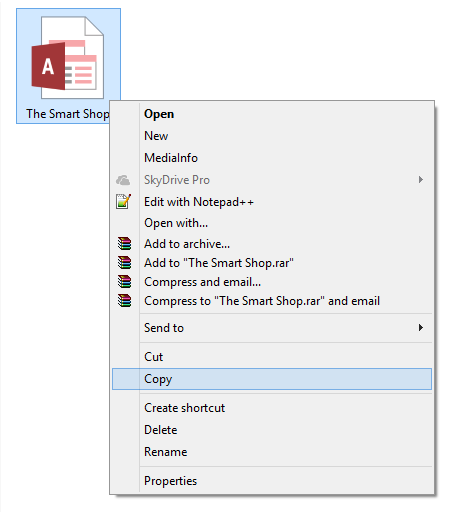 A
The Smart Shop
Open
New
MediaInfo
SkyDrive Pro
Edit with Notepad++
Open with...
Add to archive...
Add to "The Smart Shop.rar"
Compress and email...
Compress to "The Smart Shop.rar" and email
Send to
Cut
Copy
Create shortcut
Delete
Rename
Properties